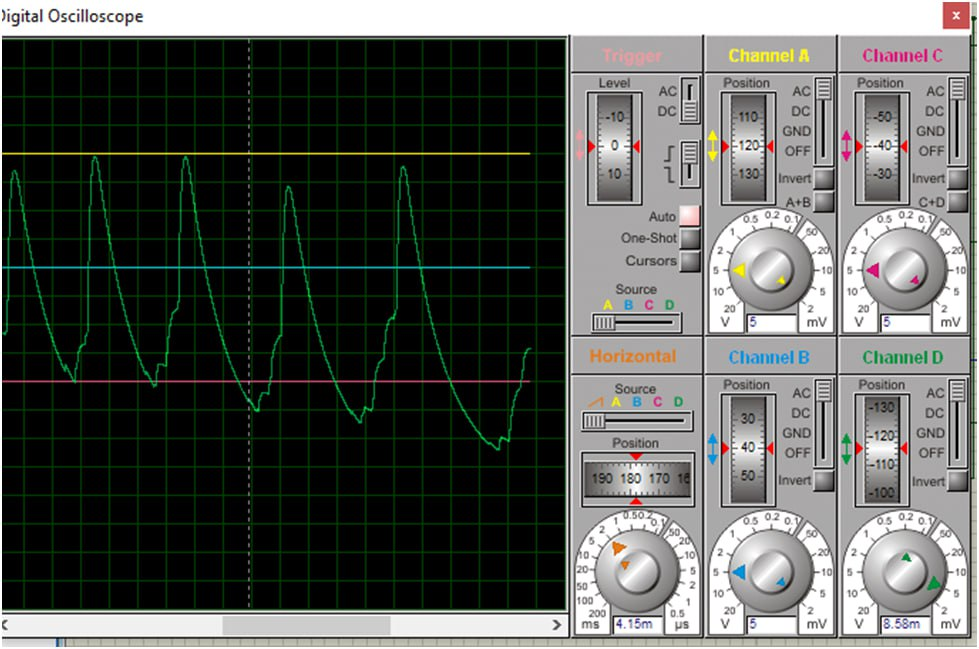 Digital Oscilloscope
x
Trigger
Level
AC
DC
-10
0
10
Auto
One-Shot
Cursors
Source
A B C D
Channel A
Position
AC
DC
GND
OFF
110
120
130
Invert
A+B
20
10
5
2
1
0.5
0.2
0.1
50
20
10
5
2
V
5
mV
Channel C
Position
AC
DC
GND
OFF
-50
-40
-30
Invert
C+D
20
10
5
2
1
0.5
0.2
0.1
50
20
10
5
2
V
5
mV
Horizontal
Source
A B C D
Position
190 180 170 16
200
100
50
20
10
5
2
1
0.5
0.2
0.1
50
20
10
5
2
1
0.5
ms
4.15m
µs
Channel B
Position
AC
DC
GND
OFF
30
40
50
Invert
20
10
5
2
1
0.5
0.2
0.1
50
20
10
5
2
V
5
mV
Channel D
Position
AC
DC
GND
OFF
-130
-120
-110
-100
Invert
20
10
5
2
1
0.5
0.2
0.1
50
20
10
5
2
V
8.58m
mV